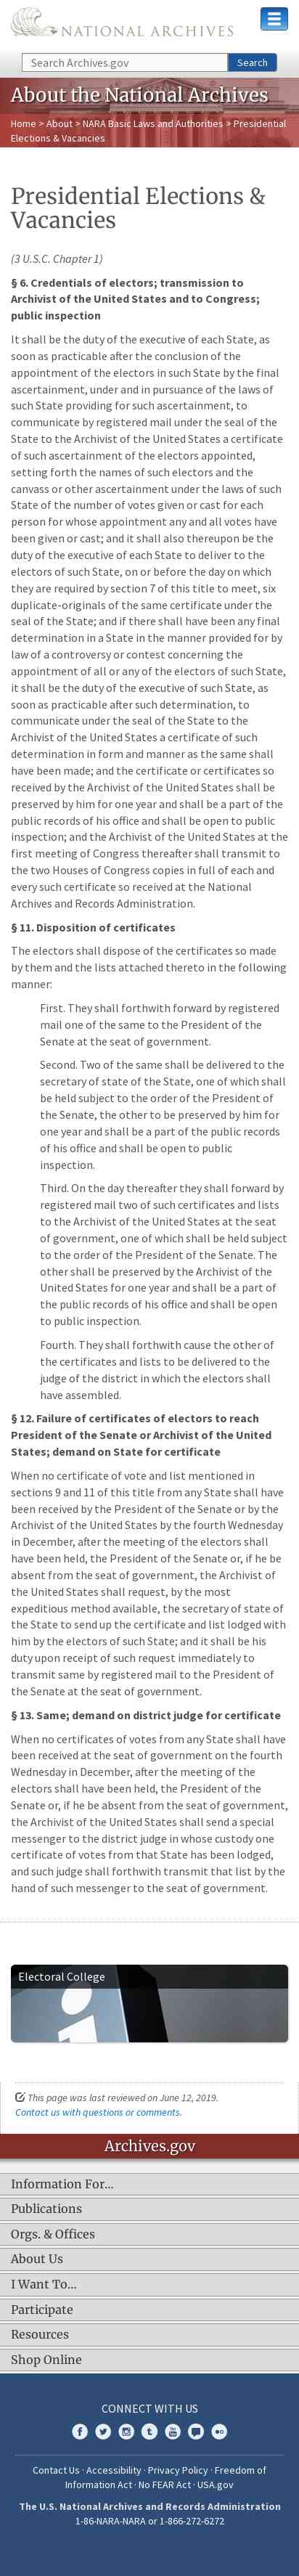 NATIONAL ARCHIVES
Search Archives.gov
Search
About the National Archives
Home > About > NARA Basic Laws and Authorities > Presidential
Elections & Vacancies
Presidential Elections &
Vacancies
(3 U.S.C. Chapter 1)
§ 6. Credentials of electors; transmission to
Archivist of the United States and to Congress;
public inspection
It shall be the duty of the executive of each State, as
soon as practicable after the conclusion of the
appointment of the electors in such State by the final
ascertainment, under and in pursuance of the laws of
such State providing for such ascertainment, to
communicate by registered mail under the seal of the
State to the Archivist of the United States a certificate
of such ascertainment of the electors appointed,
setting forth the names of such electors and the
canvass or other ascertainment under the laws of such
State of the number of votes given or cast for each
person for whose appointment any and all votes have
been given or cast; and it shall also thereupon be the
duty of the executive of each State to deliver to the
electors of such State, on or before the day on which
they are required by section 7 of this title to meet, six
duplicate-originals of the same certificate under the
seal of the State; and if there shall have been any final
determination in a State in the manner provided for by
law of a controversy or contest concerning the
appointment of all or any of the electors of such State,
it shall be the duty of the executive of such State, as
soon as practicable after such determination, to
communicate under the seal of the State to the
Archivist of the United States a certificate of such
determination in form and manner as the same shall
have been made; and the certificate or certificates so
received by the Archivist of the United States shall be
preserved by him for one year and shall be a part of the
public records of his office and shall be open to public
inspection; and the Archivist of the United States at the
first meeting of Congress thereafter shall transmit to
the two Houses of Congress copies in full of each and
every such certificate so received at the National
Archives and Records Administration.
§ 11. Disposition of certificates
The electors shall dispose of the certificates so made
by them and the lists attached thereto in the following
manner:
First. They shall forthwith forward by registered
mail one of the same to the President of the
Senate at the seat of government.
Second. Two of the same shall be delivered to the
secretary of state of the State, one of which shall
be held subject to the order of the President of
the Senate, the other to be preserved by him for
one year and shall be a part of the public records
of his office and shall be open to public
inspection.
Third. On the day thereafter they shall forward by
registered mail two of such certificates and lists
to the Archivist of the United States at the seat
of government, one of which shall be held subject
to the order of the President of the Senate. The
other shall be preserved by the Archivist of the
United States for one year and shall be a part of
the public records of his office and shall be open
to public inspection.
Fourth. They shall forthwith cause the other of
the certificates and lists to be delivered to the
judge of the district in which the electors shall
have assembled.
§ 12. Failure of certificates of electors to reach
President of the Senate or Archivist of the United
States; demand on State for certificate
When no certificate of vote and list mentioned in
sections 9 and 11 of this title from any State shall have
been received by the President of the Senate or by the
Archivist of the United States by the fourth Wednesday
in December, after the meeting of the electors shall
have been held, the President of the Senate or, if he be
absent from the seat of government, the Archivist of
the United States shall request, by the most
expeditious method available, the secretary of state of
the State to send up the certificate and list lodged with
him by the electors of such State; and it shall be his
duty upon receipt of such request immediately to
transmit same by registered mail to the President of
the Senate at the seat of government.
§ 13. Same; demand on district judge for certificate
When no certificates of votes from any State shall have
been received at the seat of government on the fourth
Wednesday in December, after the meeting of the
electors shall have been held, the President of the
Senate or, if he be absent from the seat of government,
the Archivist of the United States shall send a special
messenger to the district judge in whose custody one
certificate of votes from that State has been lodged,
and such judge shall forthwith transmit that list by the
hand of such messenger to the seat of government.
Electoral College
This page was last reviewed on June 12, 2019.
Contact us with questions or comments.
Archives.gov
Information For…
Publications
Orgs. & Offices
About Us
I Want To…
Participate
Resources
Shop Online
CONNECT WITH US
Contact Us · Accessibility · Privacy Policy · Freedom of
Information Act · No FEAR Act · USA.gov
The U.S. National Archives and Records Administration
1-86-NARA-NARA or 1-866-272-6272